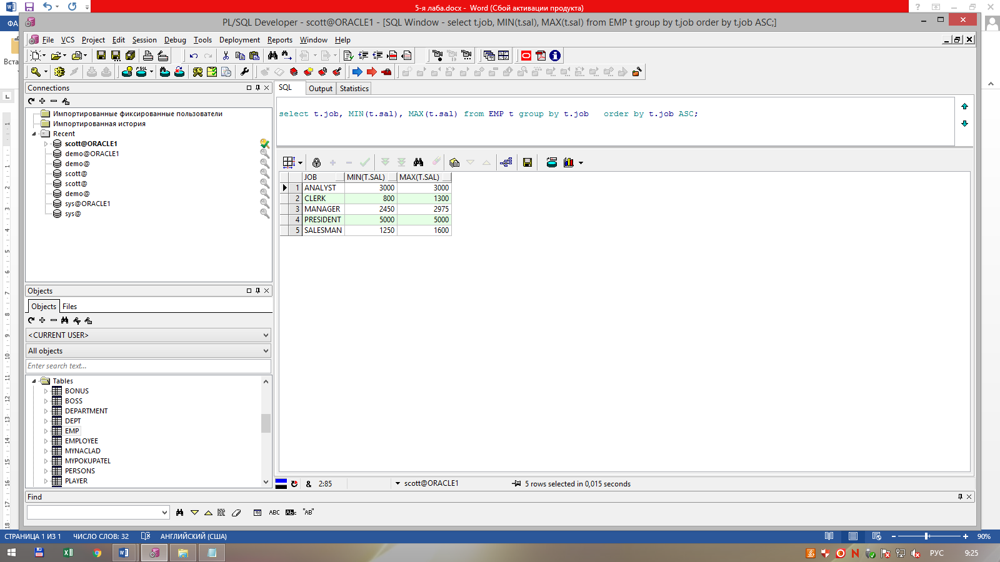 5-я лаба.docx - Word (Сбой активации продукта)
ФА
Вста
PL/SQL Developer - scott@ORACLE1 - [SQL Window - select t.job, MIN(t.sal), MAX(t.sal) from EMP t group by t.job order by t.job ASC;]
File VCS Project Edit Session Debug Tools Deployment Reports Window Help
Connections
Импортированные фиксированные пользователи
Импортированная история
Recent
scott@ORACLE1
demo@ORACLE1
demo@
scott@
scott@
demo@
sys@ORACLE1
sys@
SQL Output Statistics
select t.job, MIN(t.sal), MAX(t.sal) from EMP t group by t.job order by t.job ASC;
JOB MIN(T.SAL) MAX(T.SAL)
1 ANALYST 3000 3000
2 CLERK 800 1300
3 MANAGER 2450 2975
4 PRESIDENT 5000 5000
5 SALESMAN 1250 1600
Objects
Objects Files
<CURRENT USER>
All objects
Enter search text...
Tables
BONUS
BOSS
DEPARTMENT
DEPT
EMP
EMPLOYEE
MYNACLAD
MYPOKUPATEL
PERSONS
PLAYER
& 2:85 scott@ORACLE1 5 rows selected in 0,015 seconds
Find
ABC "AB"
СТРАНИЦА 1 ИЗ 1 ЧИСЛО СЛОВ: 32 АНГЛИЙСКИЙ (США) 90%
РУС 9:25